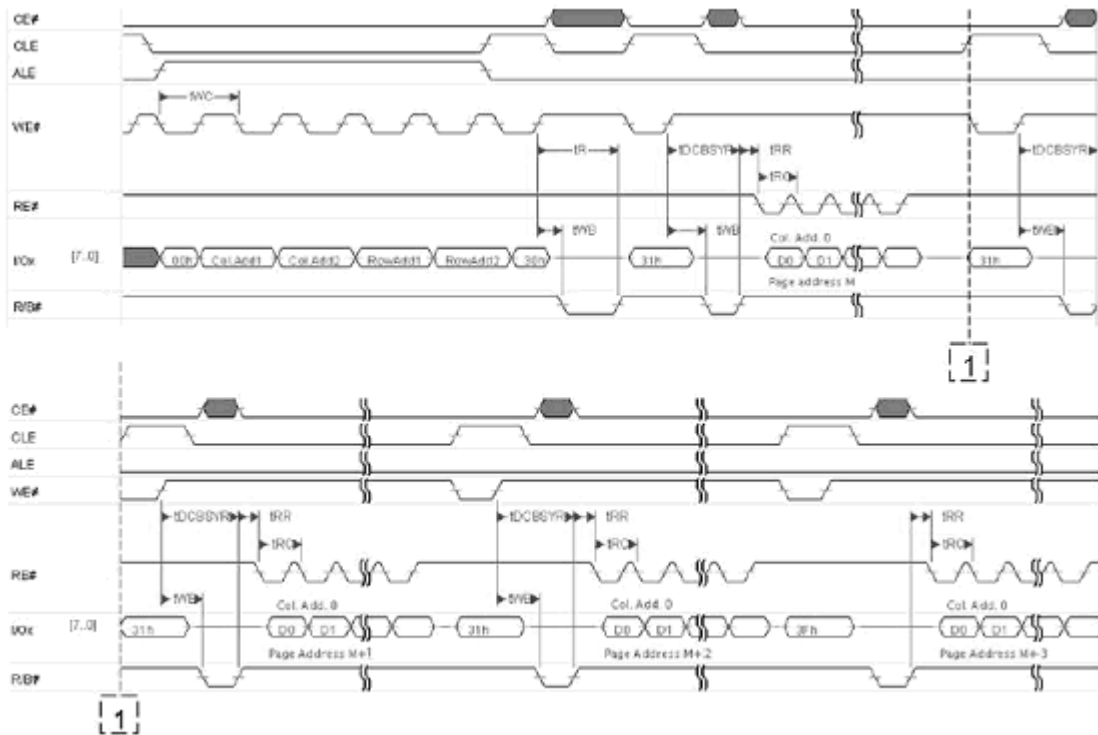 CE#
CLE
ALE
tWC
WE#
tR tDCBSYR tRR
tRC
RE#
tWB tWB tWB
tDCBSYR
Col. Add. 0
I/Ox [7..0] 00h Col.Add1 Col.Add2 RowAdd1 RowAdd2 30h 31h D0 D1 31h
Page address M
R/B#
1
CE#
CLE
ALE
WE#
tDCBSYR tRR tDCBSYR tRR tRR
tRC tRC tRC
RE#
tWB tWB
Col. Add. 0 Col. Add. 0 Col. Add. 0
I/Ox [7..0] 31h D0 D1 31h D0 D1 3Fh D0 D1
Page Address M+1 Page Address M+2 Page Address M+3
R/B#
1